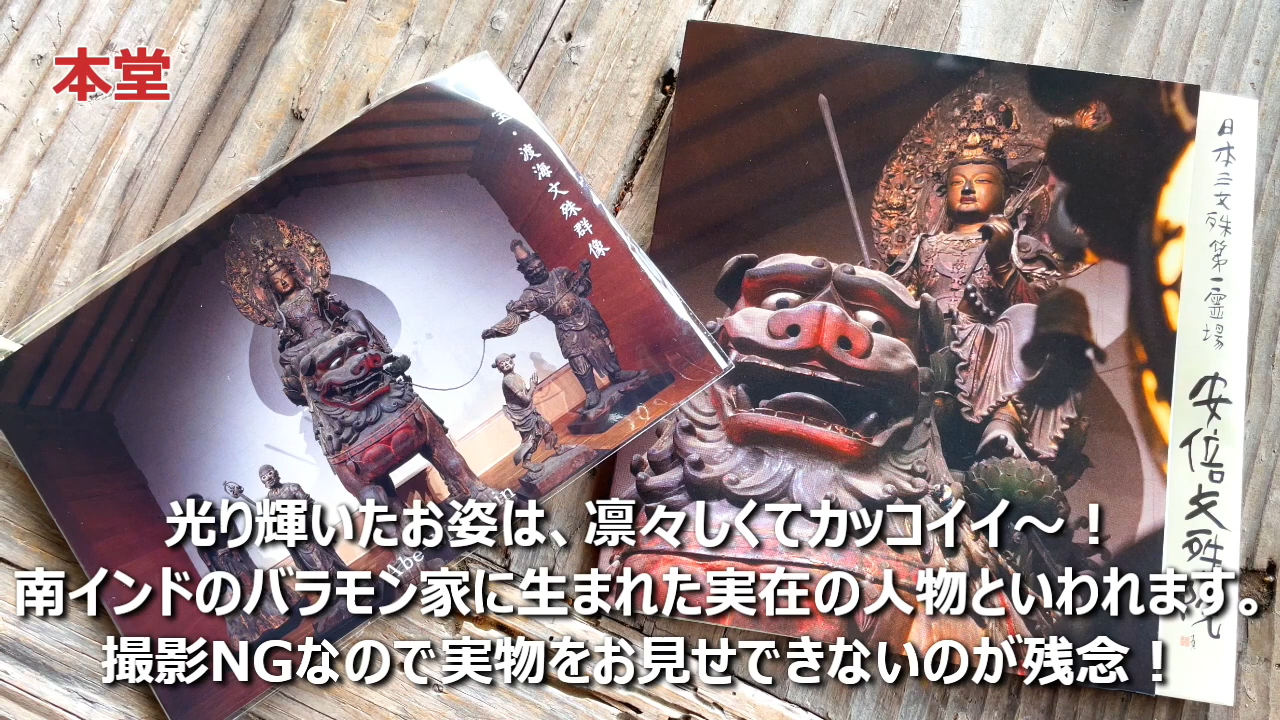 本堂
・渡海文殊群像
日本三文殊第一霊場
安倍文殊院
光り輝いたお姿は、凛々しくてカッコイイ～！
南インドのバラモン家に生まれた実在の人物といわれます。
撮影NGなので実物をお見せできないのが残念！